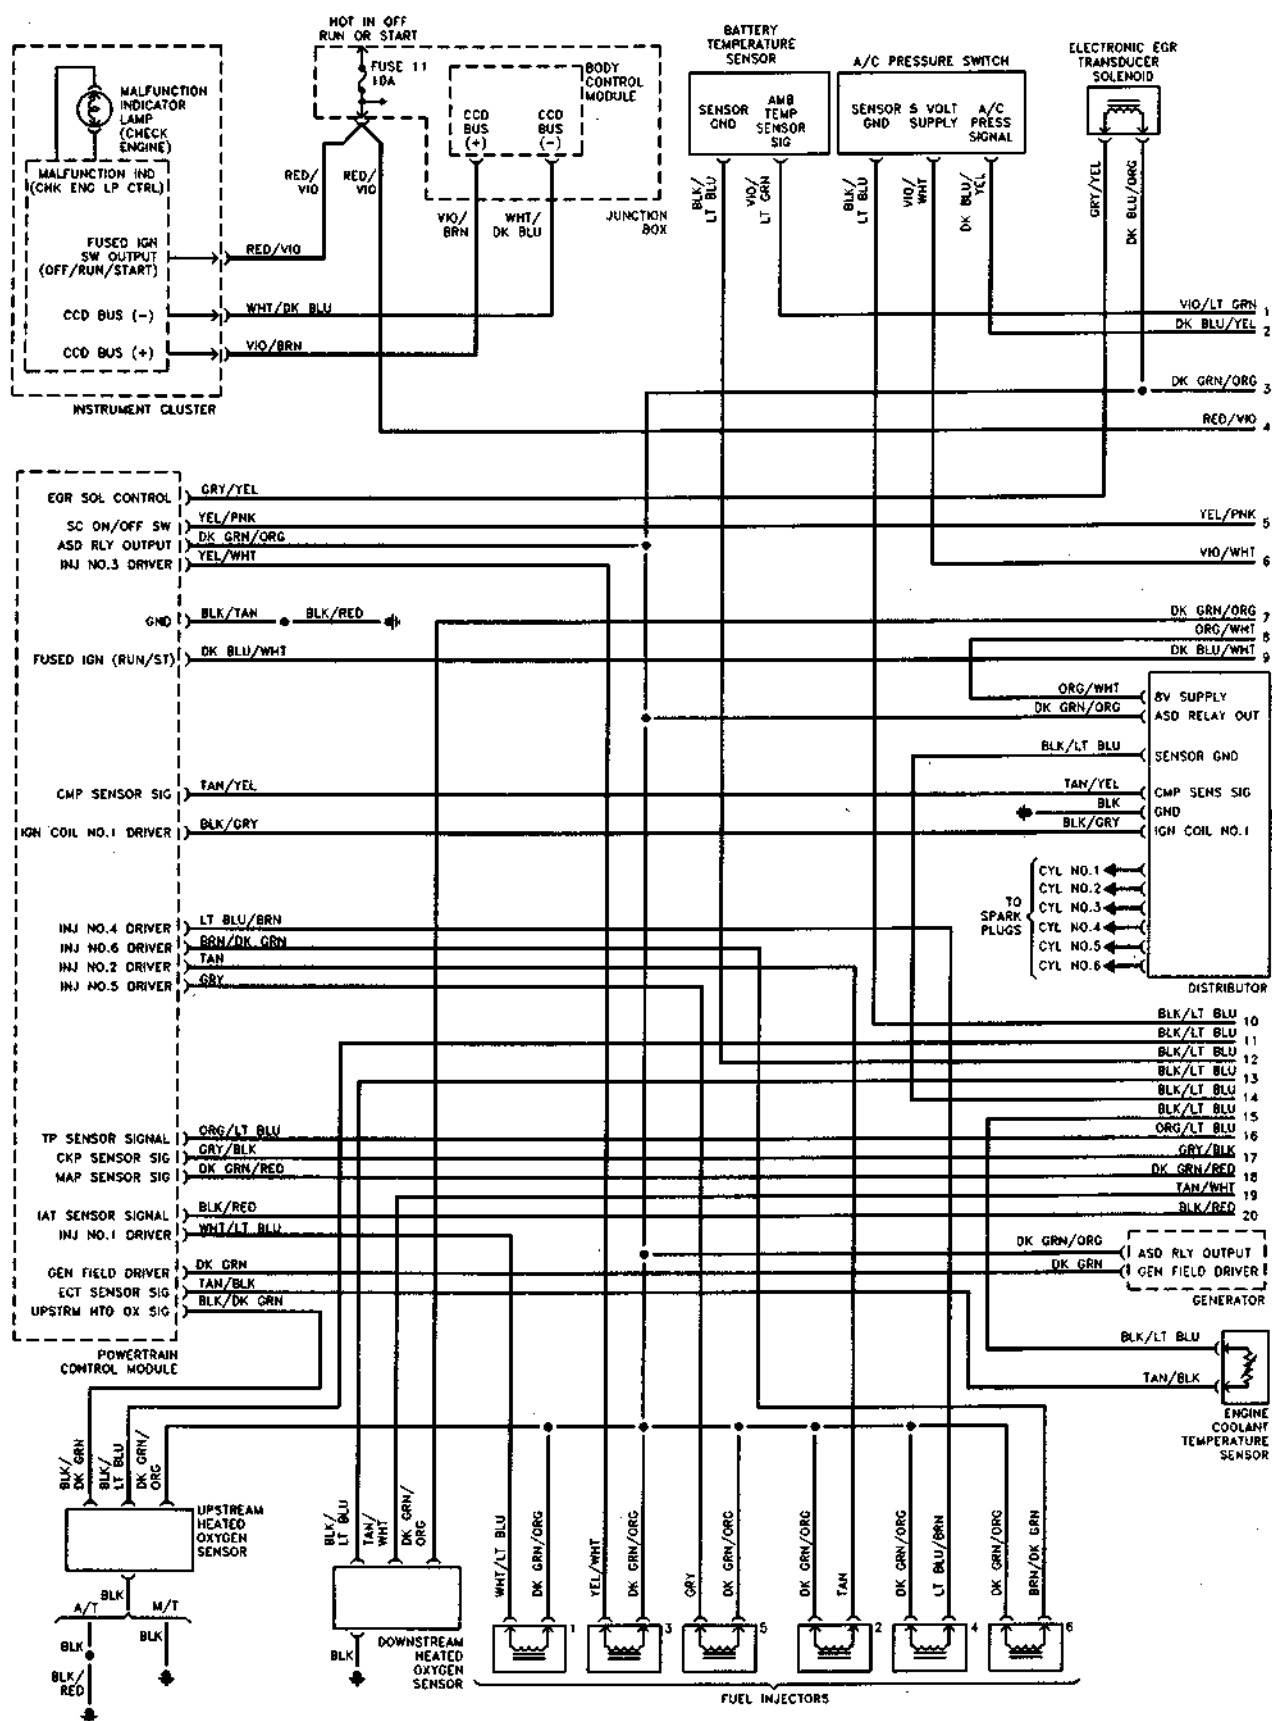 HOT IN OFF
RUN OR START
FUSE 11
10A
BODY
CONTROL
MODULE
CCD
BUS
(+)
CCD
BUS
(-)
JUNCTION
BOX
RED/
VIO
RED/
VIO
VIO/
BRN
WHT/
DK BLU
MALFUNCTION
INDICATOR
LAMP
(CHECK
ENGINE)
MALFUNCTION IND
(CHK ENG LP CTRL)
FUSED IGN
SW OUTPUT
(OFF/RUN/START)
RED/VIO
CCD BUS (-)
WHT/DK BLU
CCD BUS (+)
VIO/BRN
INSTRUMENT CLUSTER
BATTERY
TEMPERATURE
SENSOR
SENSOR
GND
AMB
TEMP
SENSOR
SIG
BLK/
LT BLU
VIO/
LT GRN
A/C PRESSURE SWITCH
SENSOR
GND
5 VOLT
SUPPLY
A/C
PRESS
SIGNAL
BLK/
LT BLU
VIO/
WHT
DK BLU/
YEL
ELECTRONIC EGR
TRANSDUCER
SOLENOID
GRY/YEL
DK BLU/ORG
VIO/LT GRN 1
DK BLU/YEL 2
DK GRN/ORG 3
RED/VIO 4
EGR SOL CONTROL GRY/YEL
SC ON/OFF SW YEL/PNK YEL/PNK 5
ASD RLY OUTPUT DK GRN/ORG
INJ NO.3 DRIVER YEL/WHT VIO/WHT 6
GND BLK/TAN BLK/RED DK GRN/ORG 7
ORG/WHT 8
FUSED IGN (RUN/ST) DK BLU/WHT DK BLU/WHT 9
ORG/WHT 8V SUPPLY
DK GRN/ORG ASD RELAY OUT
BLK/LT BLU SENSOR GND
CMP SENSOR SIG TAN/YEL TAN/YEL CMP SENS SIG
BLK GND
IGN COIL NO.1 DRIVER BLK/GRY BLK/GRY IGN COIL NO.1
TO
SPARK
PLUGS
CYL NO.1
CYL NO.2
CYL NO.3
CYL NO.4
CYL NO.5
CYL NO.6
DISTRIBUTOR
INJ NO.4 DRIVER LT BLU/BRN
INJ NO.6 DRIVER BRN/DK GRN
INJ NO.2 DRIVER TAN
INJ NO.5 DRIVER GRY
BLK/LT BLU 10
BLK/LT BLU 11
BLK/LT BLU 12
BLK/LT BLU 13
BLK/LT BLU 14
BLK/LT BLU 15
TP SENSOR SIGNAL ORG/LT BLU ORG/LT BLU 16
CKP SENSOR SIG GRY/BLK GRY/BLK 17
MAP SENSOR SIG DK GRN/RED DK GRN/RED 18
TAN/WHT 19
IAT SENSOR SIGNAL BLK/RED BLK/RED 20
INJ NO.1 DRIVER WHT/LT BLU
DK GRN/ORG ASD RLY OUTPUT
GEN FIELD DRIVER DK GRN DK GRN GEN FIELD DRIVER
GENERATOR
ECT SENSOR SIG TAN/BLK
UPSTRM HTD OX SIG BLK/DK GRN
POWERTRAIN
CONTROL MODULE
BLK/LT BLU
TAN/BLK
ENGINE
COOLANT
TEMPERATURE
SENSOR
BLK/
DK GRN
BLK/
LT BLU
DK GRN/
ORG
UPSTREAM
HEATED
OXYGEN
SENSOR
BLK
A/T
M/T
BLK
BLK
BLK/
RED
BLK/
LT BLU
TAN/
WHT
DK GRN/
ORG
DOWNSTREAM
HEATED
OXYGEN
SENSOR
BLK
WHT/LT BLU
DK GRN/ORG
YEL/WHT
DK GRN/ORG
GRY
DK GRN/ORG
DK GRN/ORG
TAN
DK GRN/ORG
LT BLU/BRN
DK GRN/ORG
BRN/DK GRN
1
3
5
2
4
6
FUEL INJECTORS